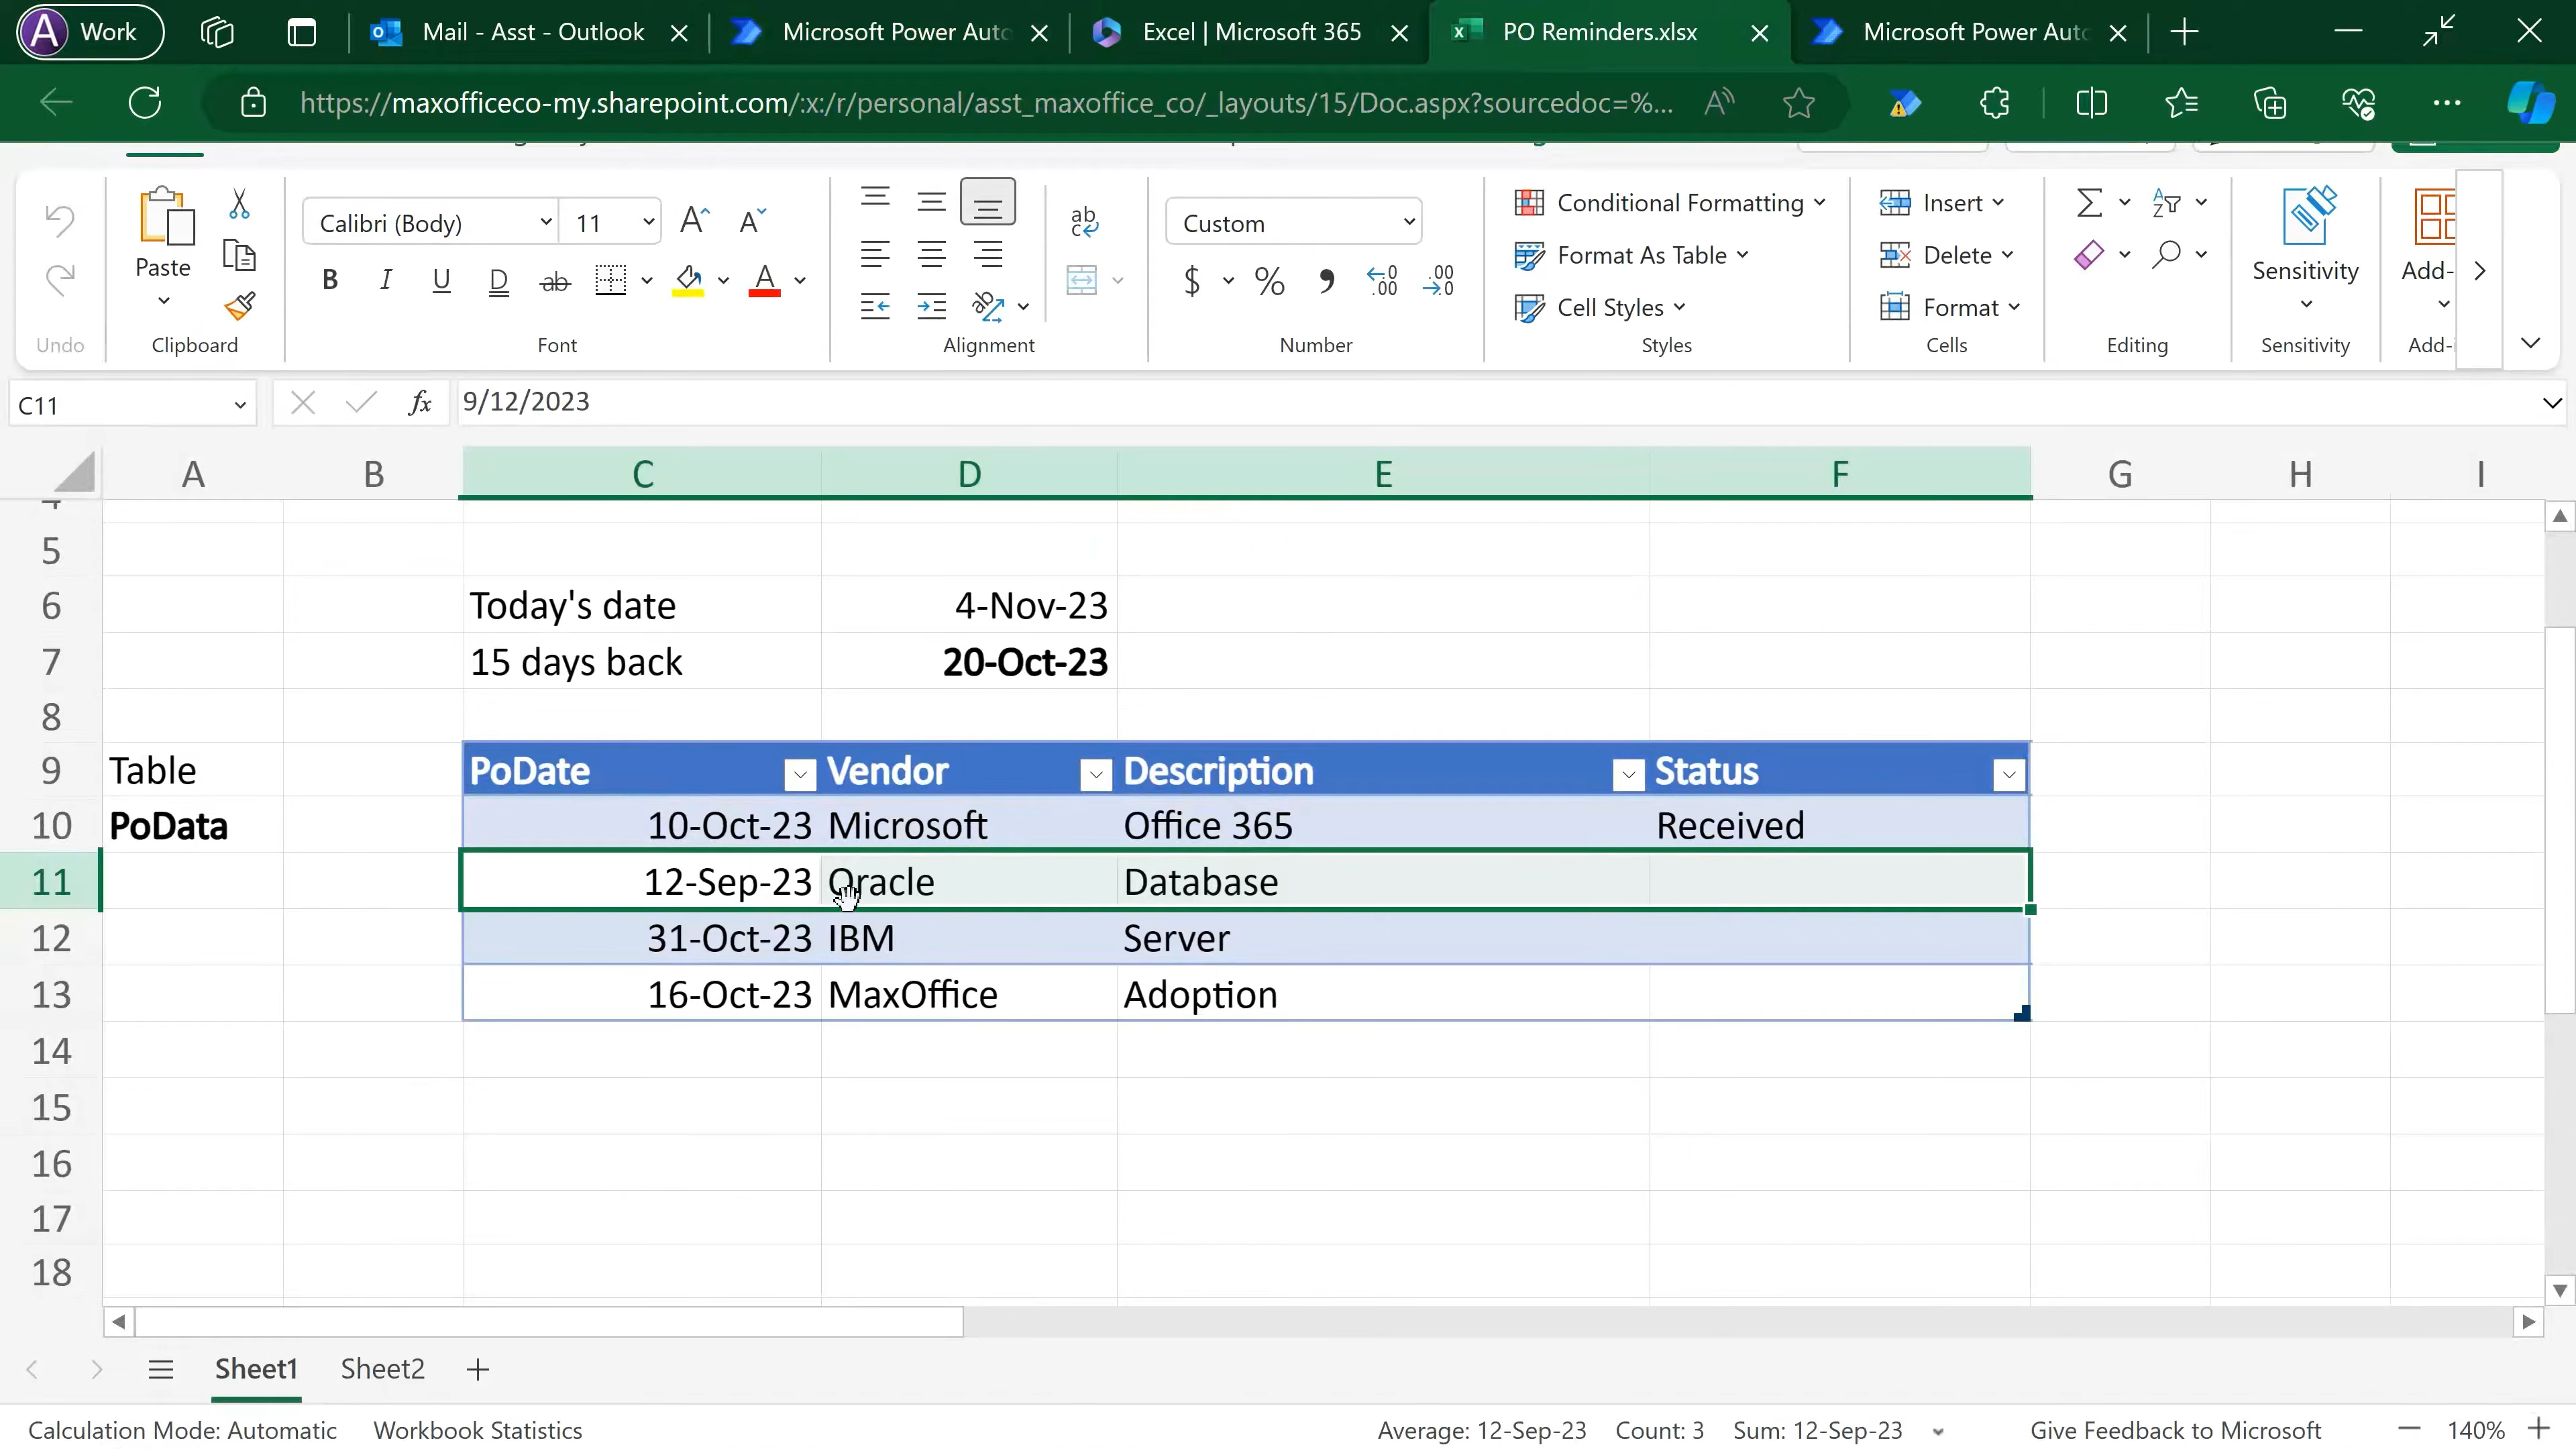 A Work Mail - Asst - Outlook Microsoft Power Auto Excel | Microsoft 365 PO Reminders.xlsx Microsoft Power Auto
https://maxofficeco-my.sharepoint.com/:x:/r/personal/asst_maxoffice_co/_layouts/15/Doc.aspx?sourcedoc=%...
Calibri (Body) 11 Custom Conditional Formatting Insert
Paste Format As Table Delete Sensitivity Add-
B I U D ab $ % Cell Styles Format
Undo Clipboard Font Alignment Number Styles Cells Editing Sensitivity Add-i
C11 fx 9/12/2023
A B C D E F G H I
5
6 Today's date 4-Nov-23
7 15 days back 20-Oct-23
8
9 Table PoDate Vendor Description Status
10 PoData 10-Oct-23 Microsoft Office 365 Received
11 12-Sep-23 Oracle Database
12 31-Oct-23 IBM Server
13 16-Oct-23 MaxOffice Adoption
14
15
16
17
18
Sheet1 Sheet2
Calculation Mode: Automatic Workbook Statistics Average: 12-Sep-23 Count: 3 Sum: 12-Sep-23 Give Feedback to Microsoft 140%